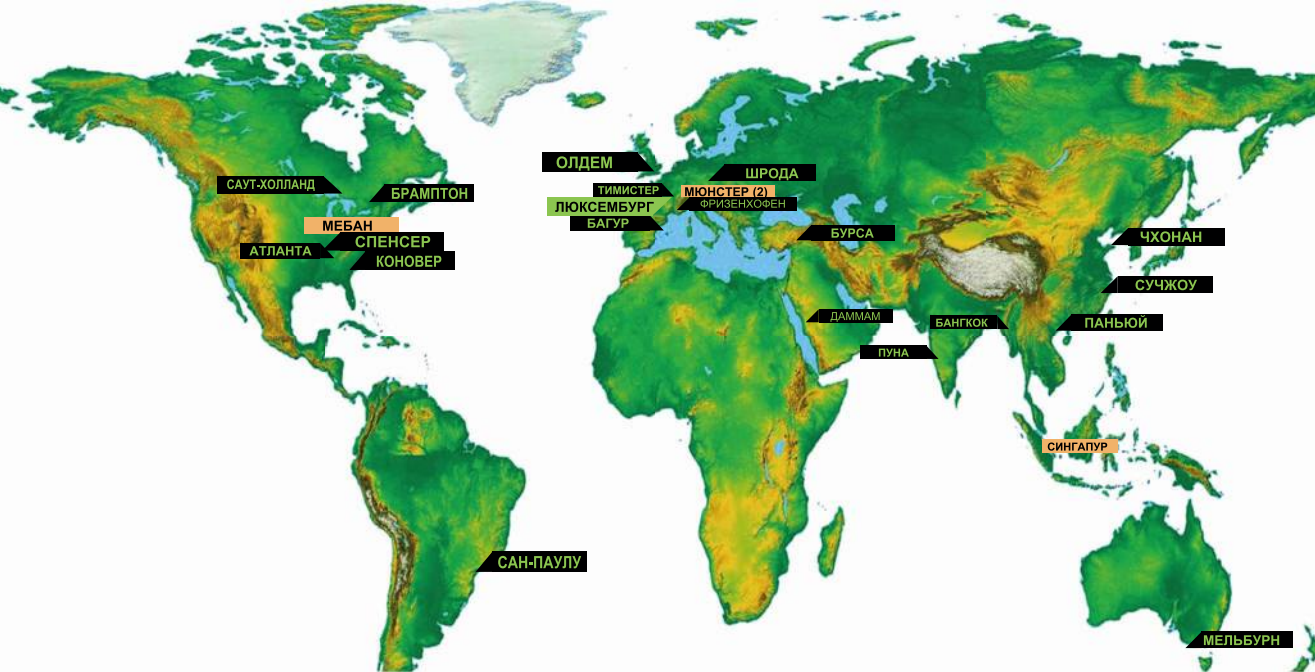 ОЛДЕМ
ШРОДА
САУТ-ХОЛЛАНД
БРАМПТОН
ТИМИСТЕР
МЮНСТЕР (2)
ЛЮКСЕМБУРГ
ФРИЗЕНХОФЕН
МЕБАН
БАГУР
БУРСА
ЧХОНАН
СПЕНСЕР
АТЛАНТА
КОНОВЕР
СУЧЖОУ
ДАММАМ
БАНГКОК
ПАНЬЮЙ
ПУНА
СИНГАПУР
САН-ПАУЛУ
МЕЛЬБУРН